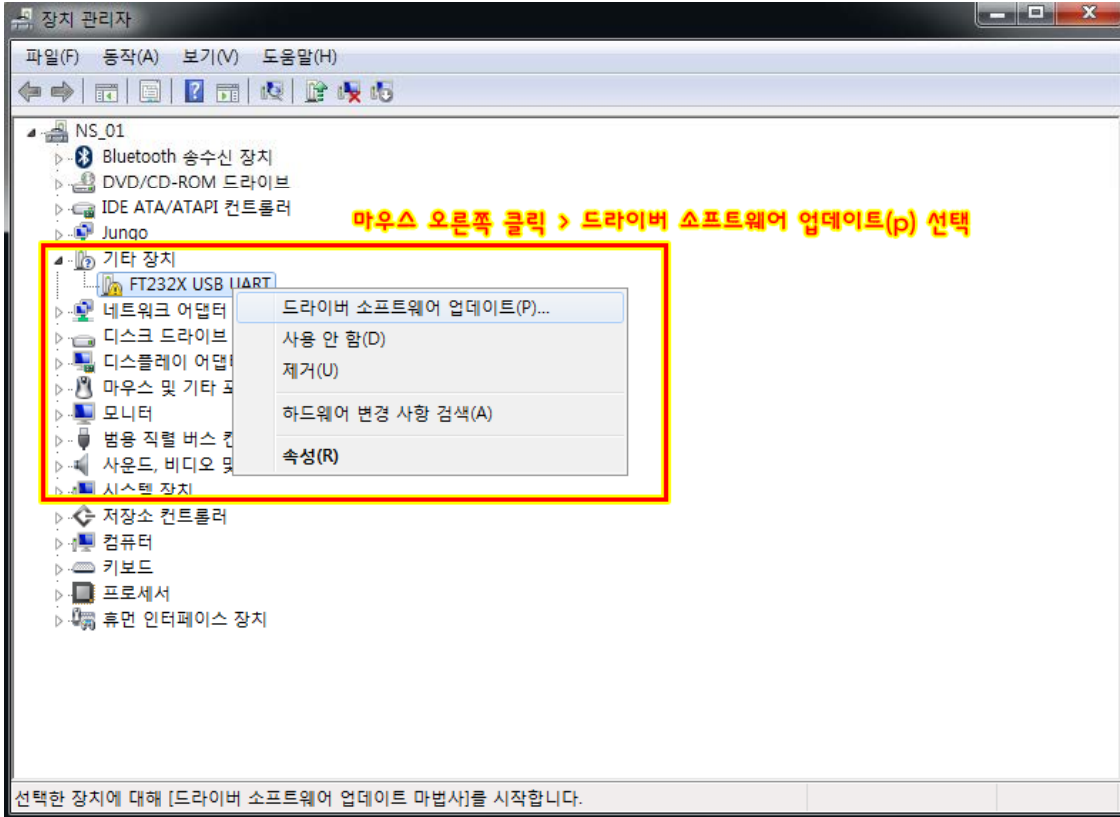 장치 관리자
파일(F) 동작(A) 보기(V) 도움말(H)
NS_01
Bluetooth 송수신 장치
DVD/CD-ROM 드라이브
IDE ATA/ATAPI 컨트롤러
마우스 오른쪽 클릭 > 드라이버 소프트웨어 업데이트(p) 선택
Jungo
기타 장치
FT232X USB UART
네트워크 어댑터
드라이버 소프트웨어 업데이트(P)...
디스크 드라이브
사용 안 함(D)
디스플레이 어댑
제거(U)
마우스 및 기타
모니터
하드웨어 변경 사항 검색(A)
범용 직렬 버스
사운드, 비디오 및
속성(R)
시스템 장치
저장소 컨트롤러
컴퓨터
키보드
프로세서
휴먼 인터페이스 장치
선택한 장치에 대해 [드라이버 소프트웨어 업데이트 마법사]를 시작합니다.